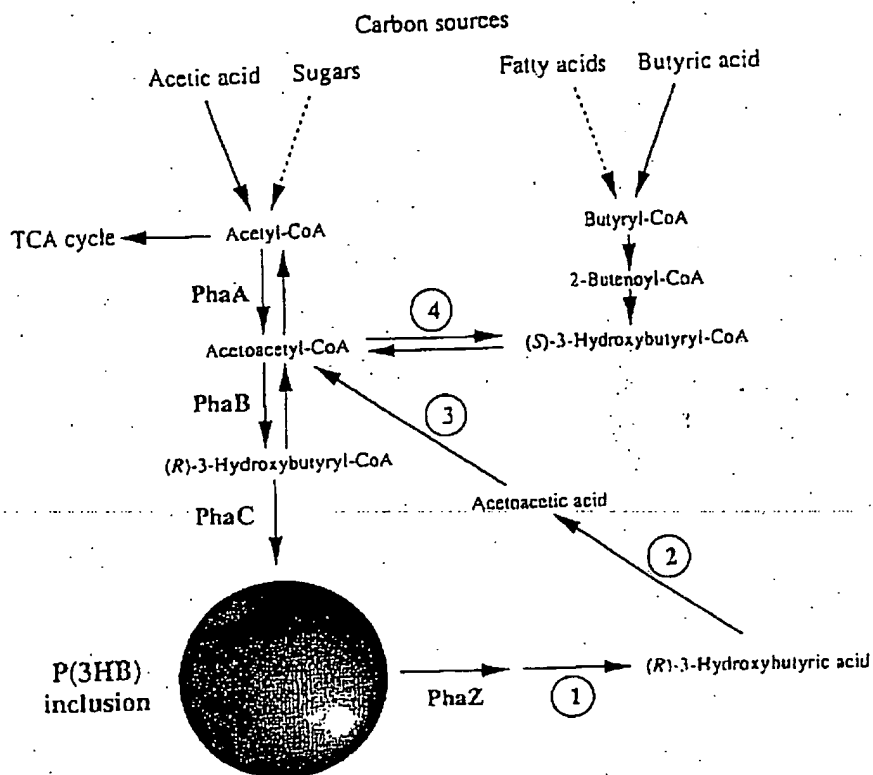 Carbon sources
Acetic acid
Sugars
Fatty acids
Butyric acid
TCA cycle
Acetyl-CoA
Butyryl-CoA
PhaA
2-Butenoyl-CoA
4
Acetoacetyl-CoA
(S)-3-Hydroxybutyryl-CoA
PhaB
3
(R)-3-Hydroxybutyryl-CoA
Acetoacetic acid
PhaC
2
P(3HB)
inclusion
PhaZ
1
(R)-3-Hydroxybutyric acid